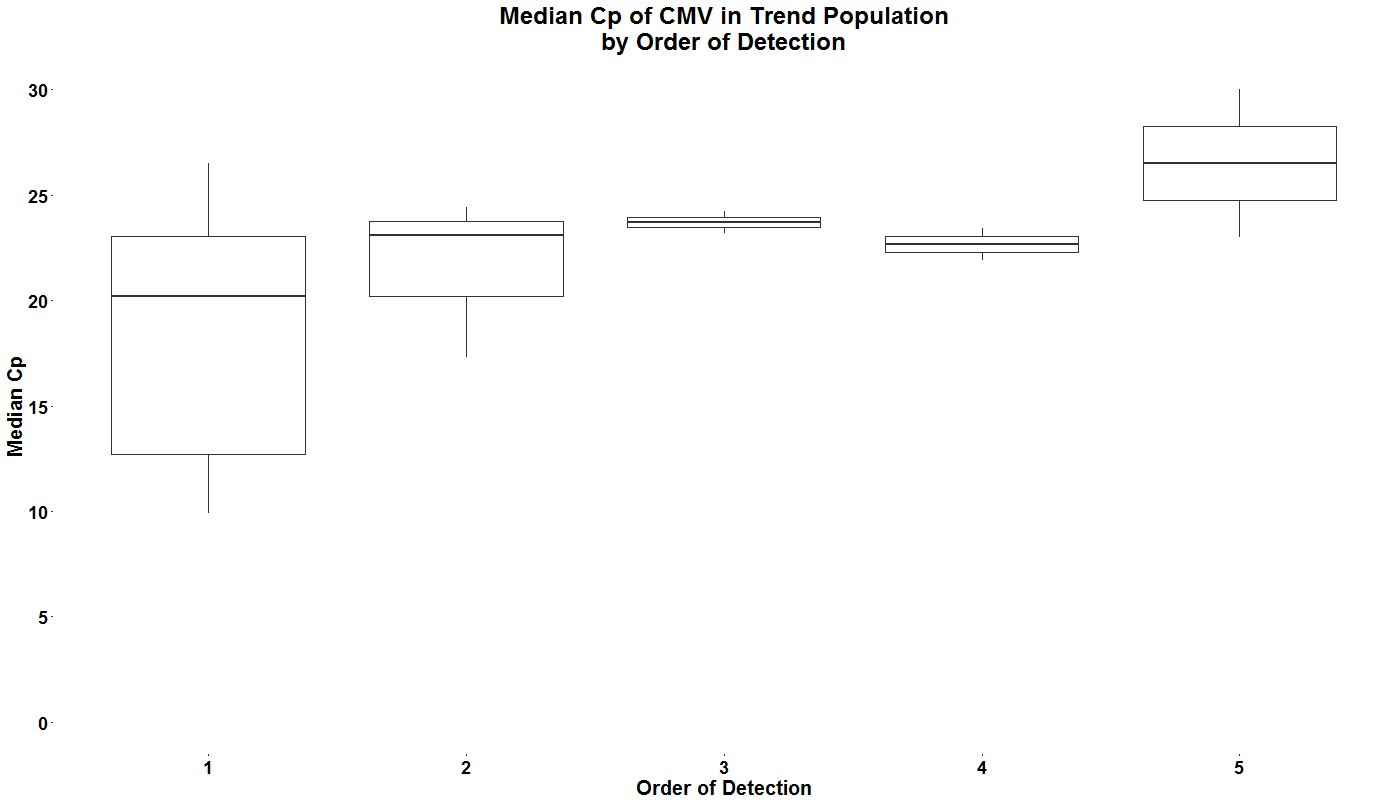 Median Cp of CMV in Trend Population
by Order of Detection
30
25
20
15
10
5
0
Median Cp
1 2 3 4 5
Order of Detection